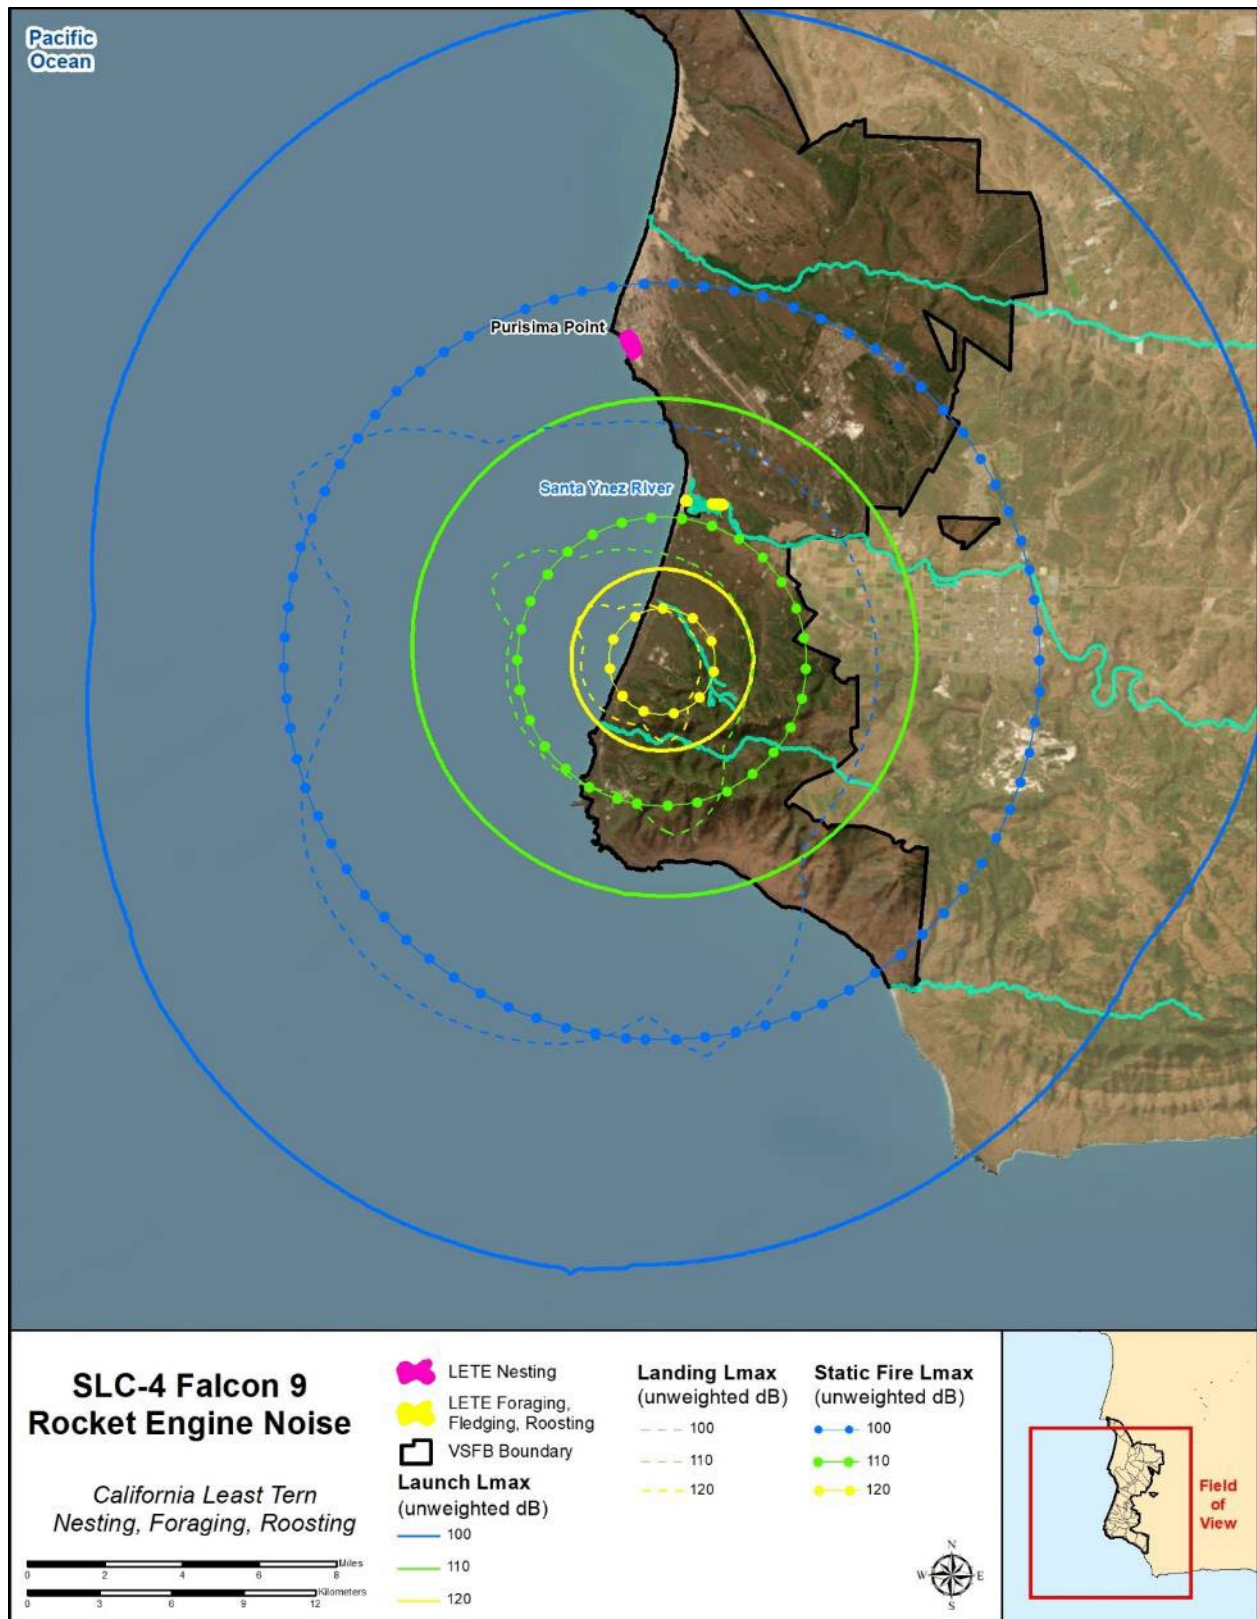 Pacific
Ocean
Purisima Point
Santa Ynez River
SLC-4 Falcon 9
Rocket Engine Noise
California Least Tern
Nesting, Foraging, Roosting
Miles
0 2 4 6 8
Kilometers
0 3 6 9 12
LETE Nesting
LETE Foraging,
Fledging, Roosting
VSFB Boundary
Launch Lmax
(unweighted dB)
100
110
120
Landing Lmax
(unweighted dB)
100
110
120
Static Fire Lmax
(unweighted dB)
100
110
120
N
W E
S
Field
of
View